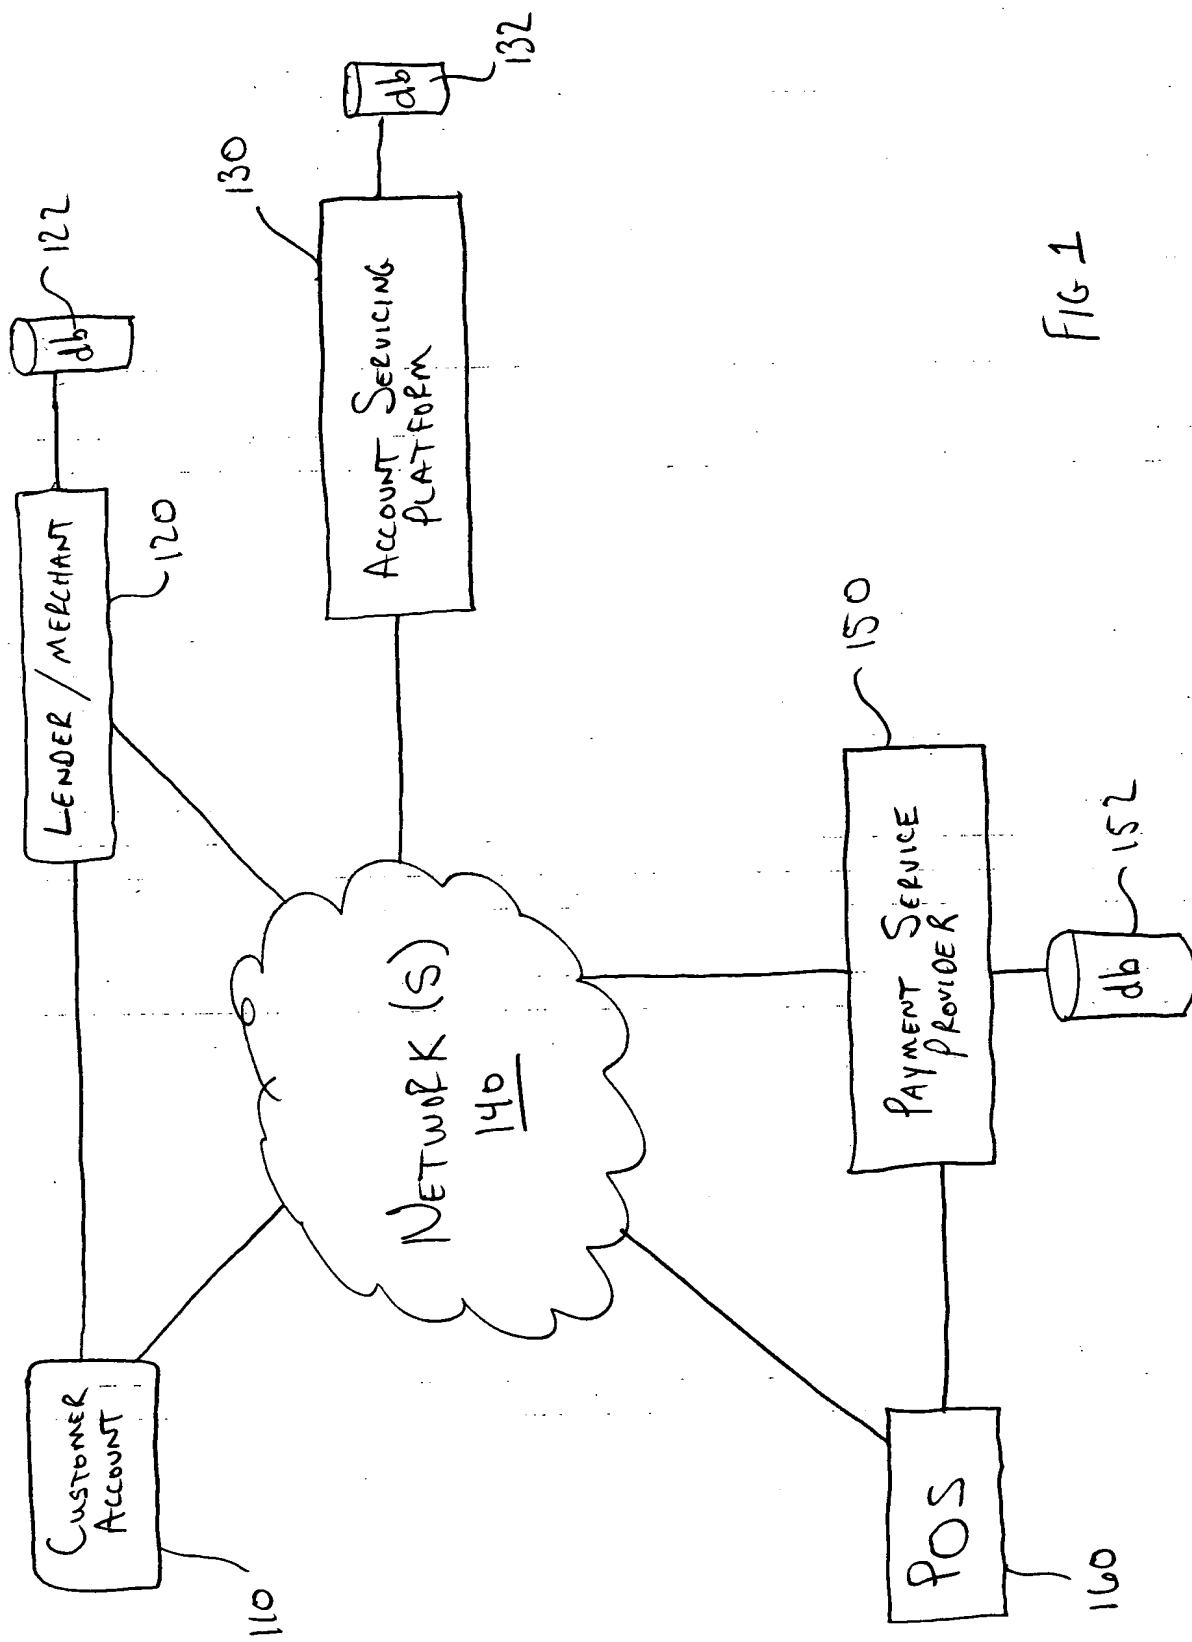 CUSTOMER
ACCOUNT
110
LENDER / MERCHANT
120
db
122
ACCOUNT SERVICING
PLATFORM
130
db
132
NETWORK (S)
140
POS
160
PAYMENT SERVICE
PROVIDER
150
db
152
FIG 1